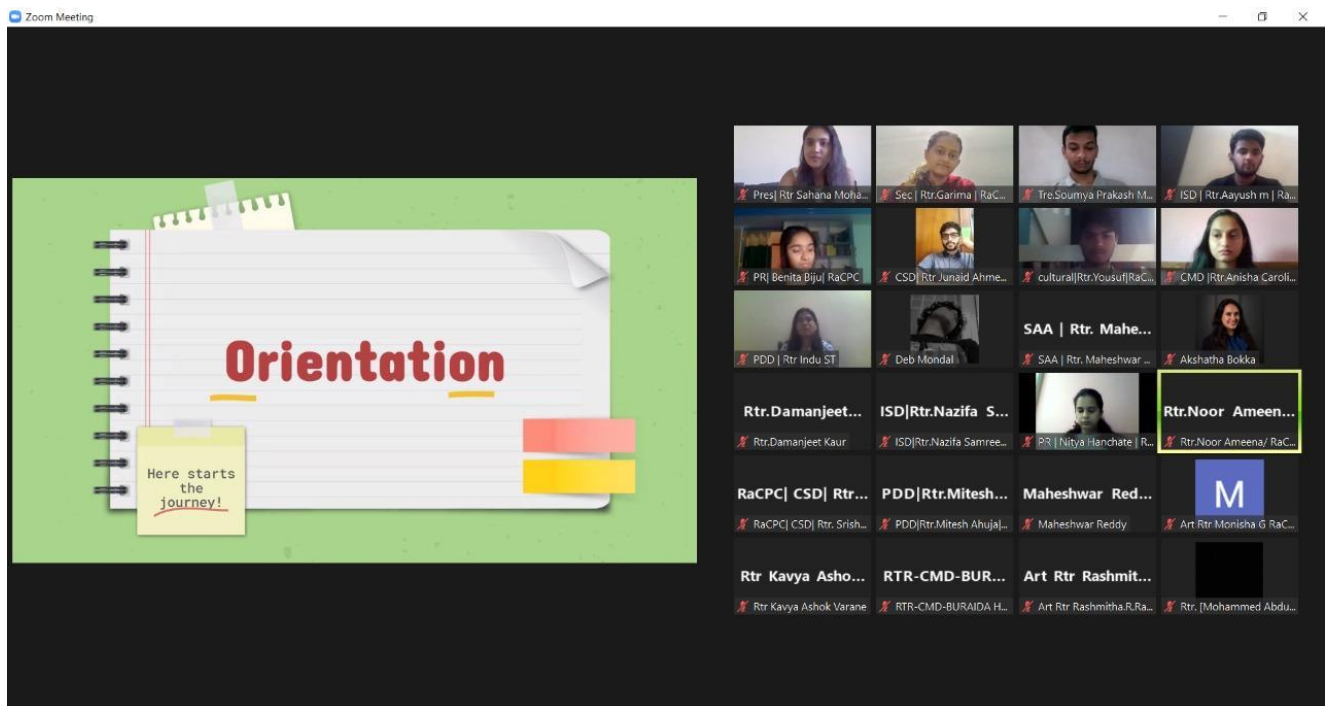 Zoom Meeting
Orientation
Here starts
the
journey!
Pres| Rtr Sahana Moha...
Sec | Rtr.Garima | RaC...
Tre.Soumya Prakash M...
ISD | Rtr.Aayush m | Ra...
PR| Benita Biju| RaCPC
CSD| Rtr Junaid Ahme...
cultural|Rtr.Yousuf|RaC...
CMD |Rtr.Anisha Caroli...
PDD | Rtr Indu ST
Deb Mondal
SAA | Rtr. Mahe...
SAA | Rtr. Maheshwar ...
Akshatha Bokka
Rtr.Damanjeet...
Rtr.Damanjeet Kaur
ISD|Rtr.Nazifa S...
ISD|Rtr.Nazifa Samree...
PR | Nitya Hanchate | R...
Rtr.Noor Ameen...
Rtr.Noor Ameena/ RaC...
RaCPC| CSD| Rtr...
RaCPC| CSD| Rtr. Srish...
PDD|Rtr.Mitesh...
PDD|Rtr.Mitesh Ahuja|...
Maheshwar Red...
Maheshwar Reddy
M
Art Rtr Monisha G RaC...
Rtr Kavya Asho...
Rtr Kavya Ashok Varane
RTR-CMD-BUR...
RTR-CMD-BURAIDA H...
Art Rtr Rashmit...
Art Rtr Rashmitha.R.Ra...
Rtr. [Mohammed Abdu...